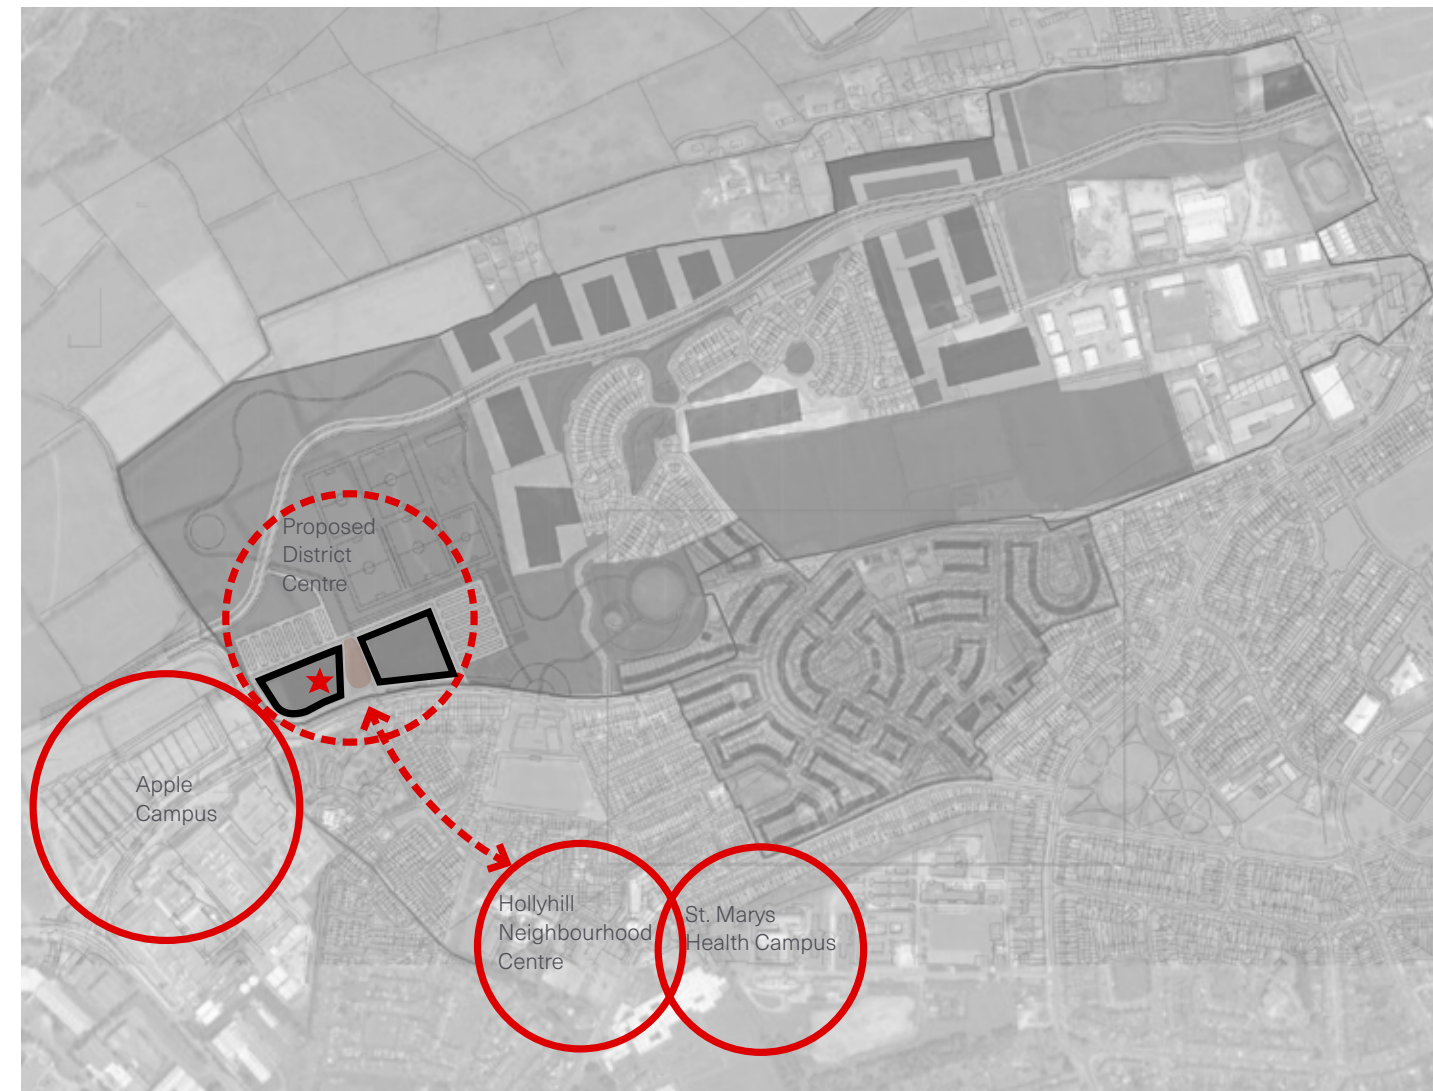 Proposed
District
Centre
Apple
Campus
Hollyhill
Neighbourhood
Centre
St. Marys
Health Campus